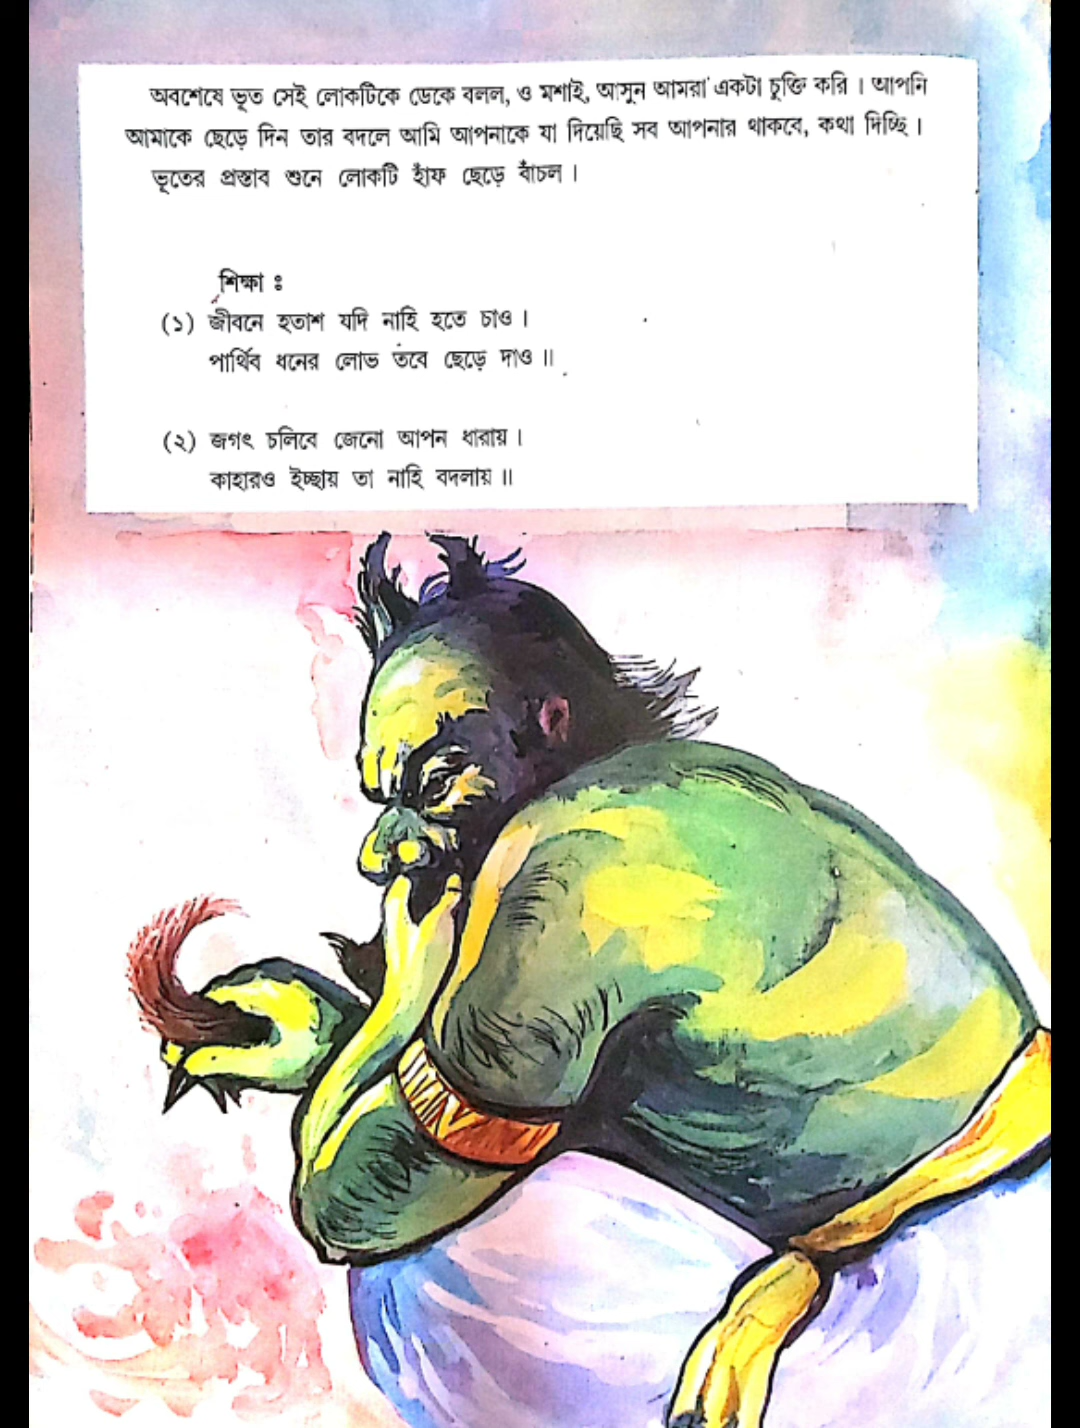 অবশেষে ভূত সেই লোকটিকে ডেকে বলল, ও মশাই, আসুন আমরা একটা চুক্তি করি । আপনি
আমাকে ছেড়ে দিন তার বদলে আমি আপনাকে যা দিয়েছি সব আপনার থাকবে, কথা দিচ্ছি ।
ভূতের প্রস্তাব শুনে লোকটি হাঁফ ছেড়ে বাঁচল ।
শিক্ষা ঃ
(১) জীবনে হতাশ যদি নাহি হতে চাও ।
পার্থিব ধনের লোভ তবে ছেড়ে দাও ॥
(২) জগৎ চলিবে জেনো আপন ধারায় ।
কাহারও ইচ্ছায় তা নাহি বদলায় ॥